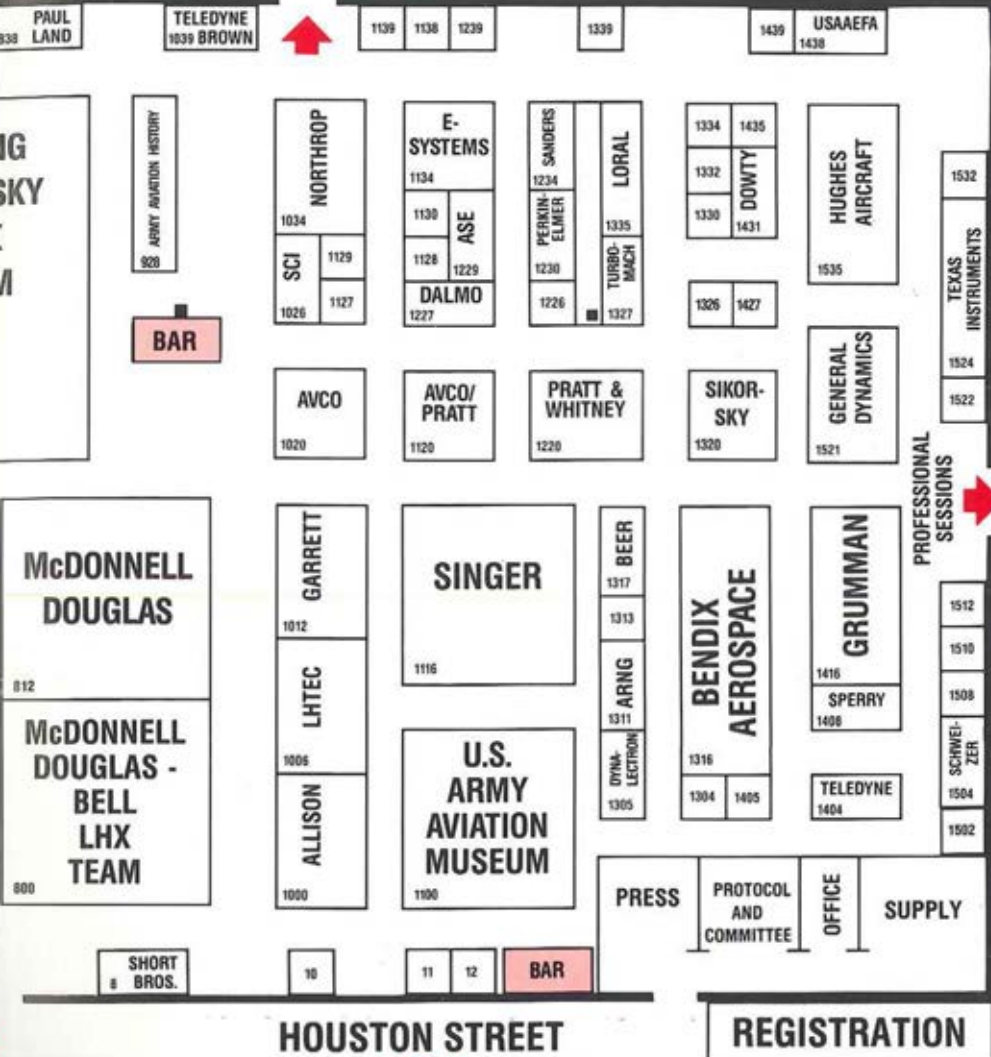 PAUL
LAND
838
TELEDYNE
1039 BROWN
1139
1138
1239
1339
1439
USAAEFA
1438
NG
SKY
M
ARMY AVIATION HISTORY
928
BAR
NORTHROP
1034
SCI
1026
1129
1127
E-
SYSTEMS
1134
1130
1128
ASE
1229
DALMO
1227
SANDERS
1234
PERKIN-
ELMER
1230
1226
LORAL
1335
TURBO-
MACH
1327
1334
1435
1332
1330
DOWTY
1431
1326
1427
HUGHES
AIRCRAFT
1535
1532
TEXAS
INSTRUMENTS
1524
1522
AVCO
1020
AVCO/
PRATT
1120
PRATT &
WHITNEY
1220
SIKOR-
SKY
1320
GENERAL
DYNAMICS
1521
PROFESSIONAL
SESSIONS
McDONNELL
DOUGLAS
812
McDONNELL
DOUGLAS -
BELL
LHX
TEAM
800
GARRETT
1012
LHTEC
1006
ALLISON
1000
SINGER
1116
U.S.
ARMY
AVIATION
MUSEUM
1100
BEER
1317
1313
ARNG
1311
DYNA-
LECTRON
1305
BENDIX
AEROSPACE
1316
1304
1405
GRUMMAN
1416
SPERRY
1408
TELEDYNE
1404
1512
1510
1508
SCHWEI-
ZER
1504
1502
PRESS
PROTOCOL
AND
COMMITTEE
OFFICE
SUPPLY
SHORT
8 BROS.
10
11
12
BAR
HOUSTON STREET
REGISTRATION